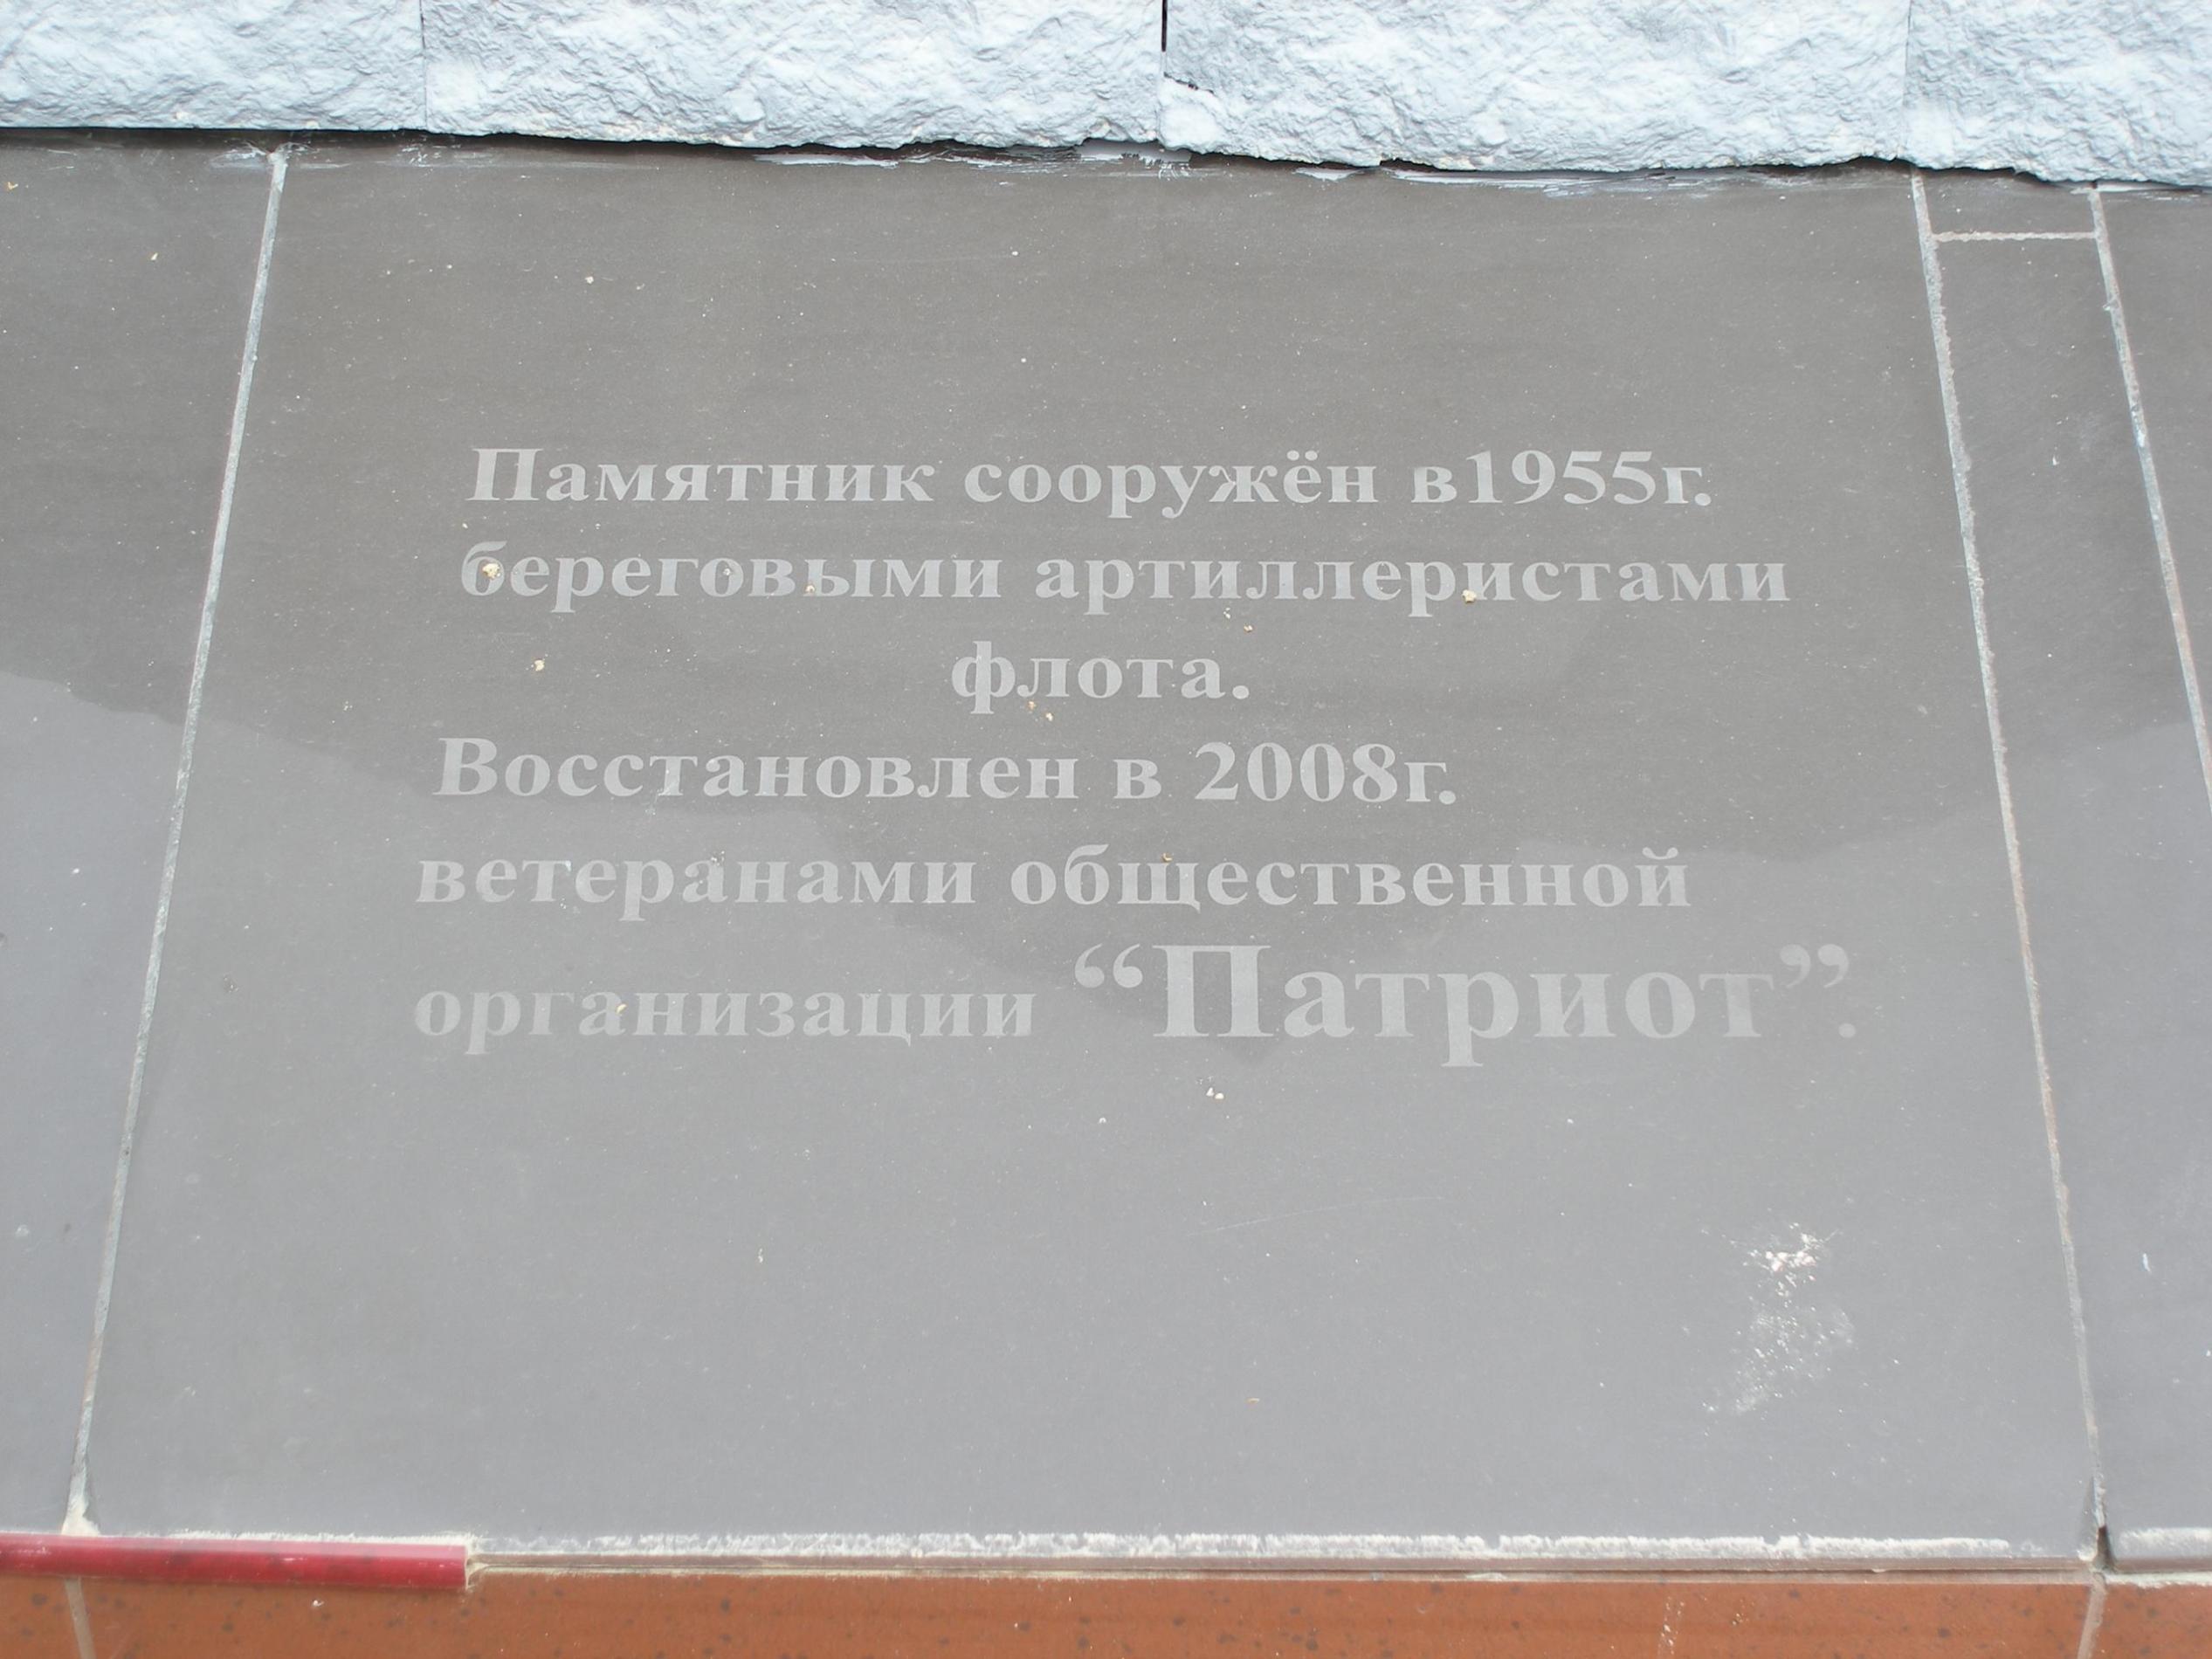 Памятник сооружён в1955г.
береговыми артиллеристами
флота.
Восстановлен в 2008г.
ветеранами общественной
организации “Патриот”.